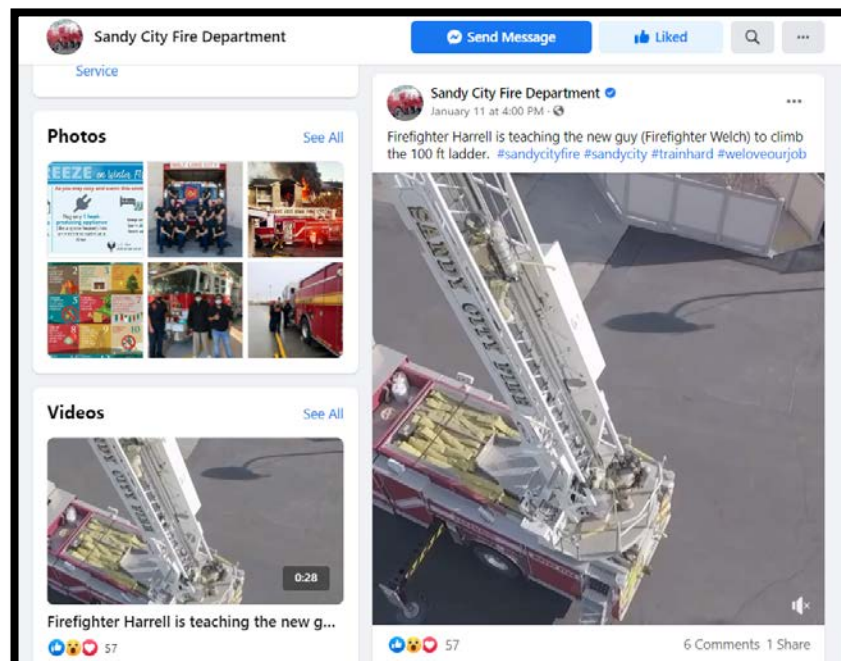 Sandy City Fire Department
Send Message
Liked
Service
Photos
See All
Videos
See All
0:28
Firefighter Harrell is teaching the new g...
57
Sandy City Fire Department
January 11 at 4:00 PM ·
Firefighter Harrell is teaching the new guy (Firefighter Welch) to climb
the 100 ft ladder. #sandycityfire #sandycity #trainhard #weloveourjob
SANDY CITY FIRE
SANDY CITY FIRE
57
6 Comments 1 Share